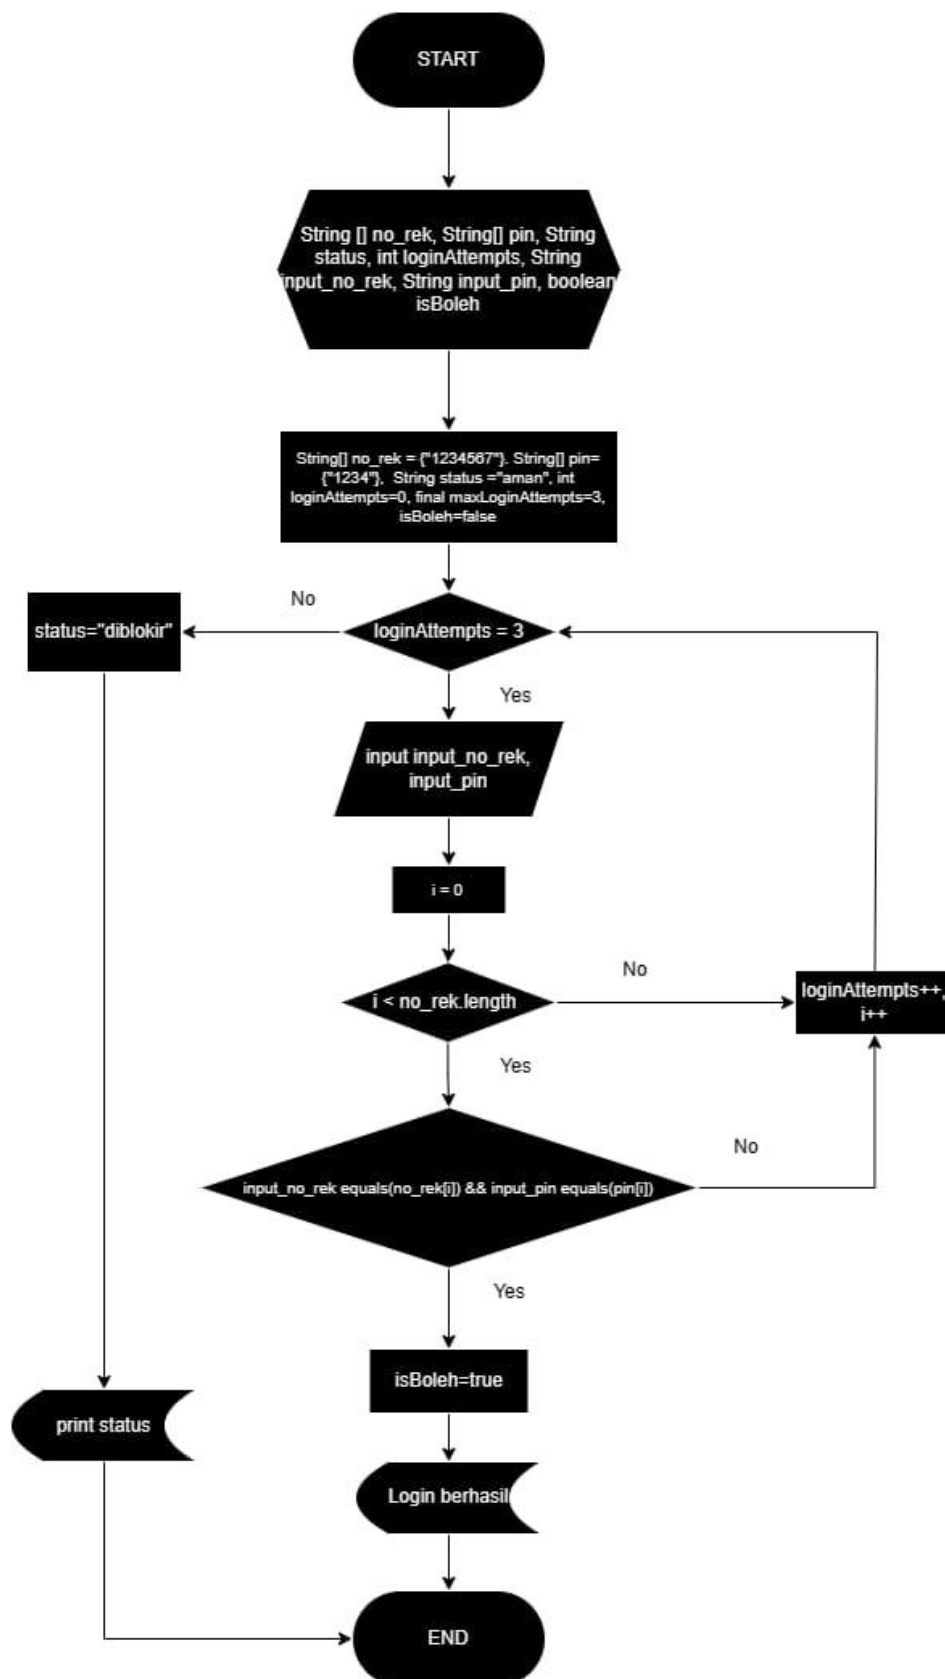 START
String [] no_rek, String[] pin, String
status, int loginAttempts, String
input_no_rek, String input_pin, boolean
isBoleh
String[] no_rek = {"1234567"}. String[] pin=
{"1234"},  String status ="aman", int
loginAttempts=0, final maxLoginAttempts=3,
isBoleh=false
No
status="diblokir"
loginAttempts = 3
Yes
input input_no_rek,
input_pin
i = 0
No
i < no_rek.length
loginAttempts++,
i++
Yes
No
input_no_rek equals(no_rek[i]) && input_pin equals(pin[i])
Yes
isBoleh=true
print status
Login berhasil
END